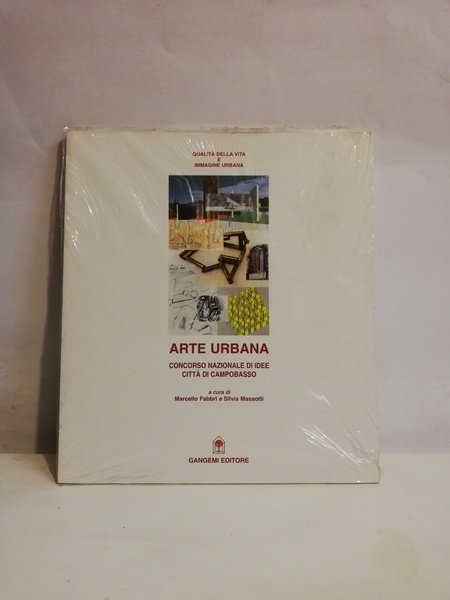 QUALITÀ DELLA VITA
E
IMMAGINE URBANA
ARTE URBANA
CONCORSO NAZIONALE DI IDEE
CITTÀ DI CAMPOBASSO
a cura di
Marcello Fabbri e Silvia Massotti
GANGEMI EDITORE